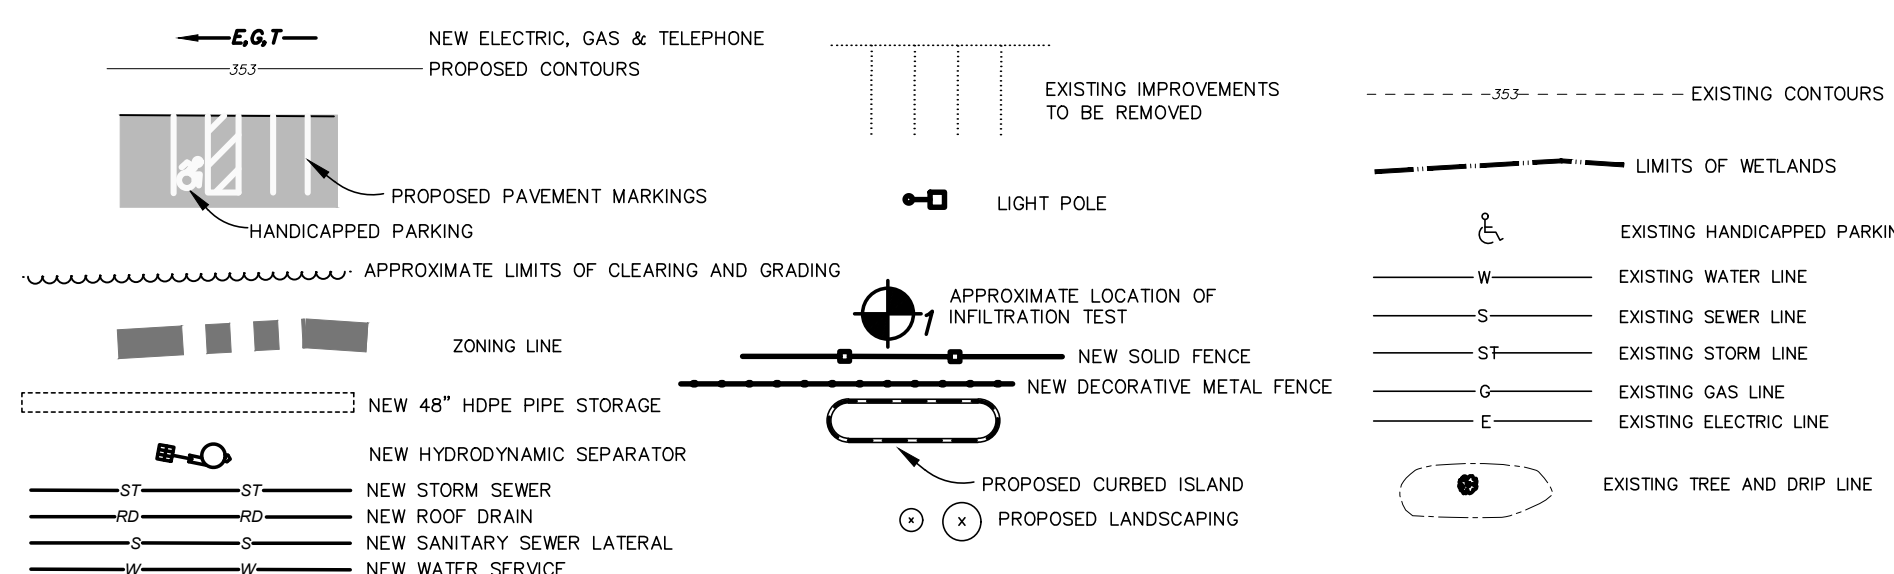 E,G,T NEW ELECTRIC, GAS & TELEPHONE
353 PROPOSED CONTOURS
PROPOSED PAVEMENT MARKINGS
HANDICAPPED PARKING
APPROXIMATE LIMITS OF CLEARING AND GRADING
ZONING LINE
NEW 48" HDPE PIPE STORAGE
NEW HYDRODYNAMIC SEPARATOR
ST ST NEW STORM SEWER
RD RD NEW ROOF DRAIN
S S NEW SANITARY SEWER LATERAL
W W NEW WATER SERVICE
EXISTING IMPROVEMENTS
TO BE REMOVED
LIGHT POLE
1
APPROXIMATE LOCATION OF
INFILTRATION TEST
NEW SOLID FENCE
NEW DECORATIVE METAL FENCE
PROPOSED CURBED ISLAND
x x PROPOSED LANDSCAPING
353 EXISTING CONTOURS
LIMITS OF WETLANDS
EXISTING HANDICAPPED PARKIN
W EXISTING WATER LINE
S EXISTING SEWER LINE
ST EXISTING STORM LINE
G EXISTING GAS LINE
E EXISTING ELECTRIC LINE
EXISTING TREE AND DRIP LINE